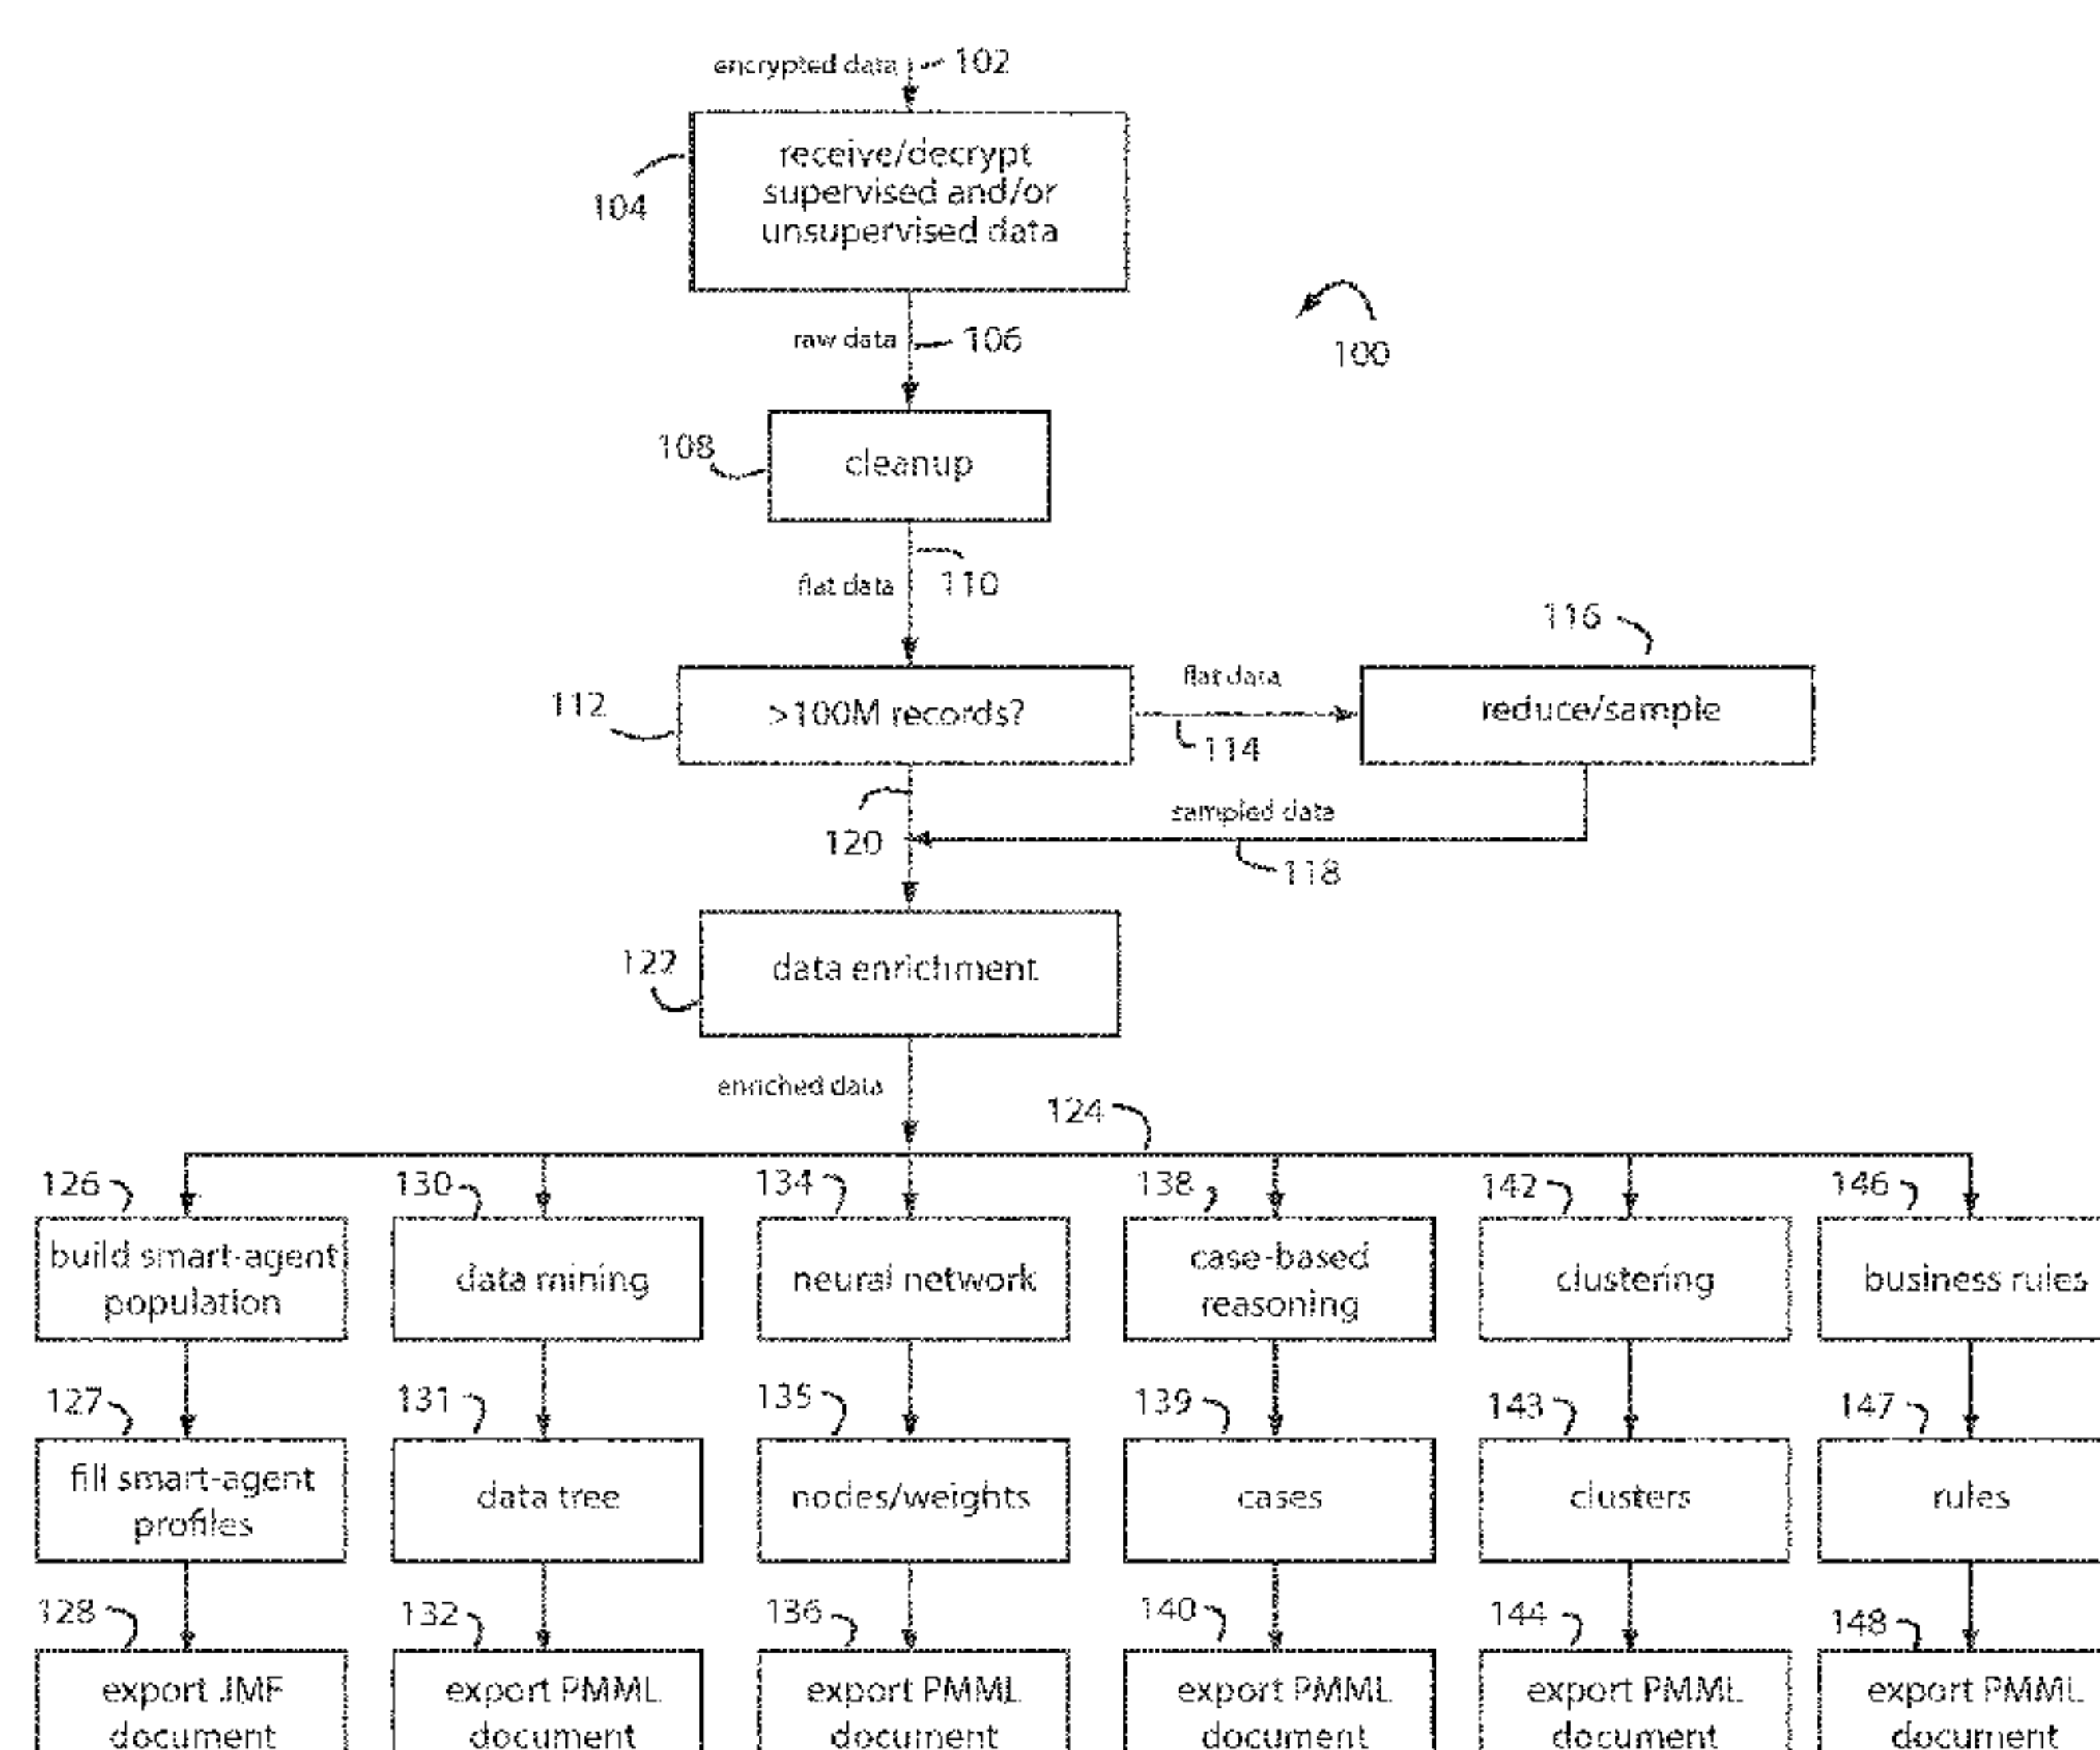 encrypted data 102
receive/decrypt
supervised and/or
unsupervised data
104
raw data 106
100
108
cleanup
flat data 110
116
112
>100M records?
flat data
114
reduce/sample
120
sampled data
118
122
data enrichment
enriched data
124
126 130 134 138 142 146
build smart-agent
population
data mining
neural network
case-based
reasoning
clustering
business rules
127 131 135 139 143 147
fill smart-agent
profiles
data tree
nodes/weights
cases
clusters
rules
128 132 136 140 144 148
export JMF
document
export PMML
document
export PMML
document
export PMML
document
export PMML
document
export PMML
document